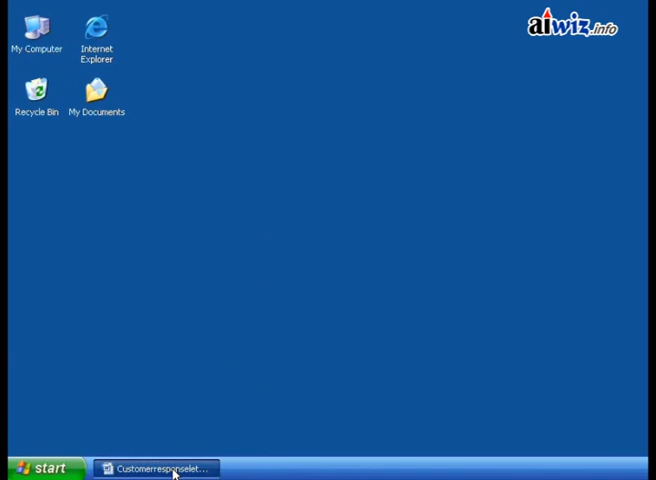 My Computer
Internet
Explorer
aiwiz.info
Recycle Bin
My Documents
start
Customerresponselet...